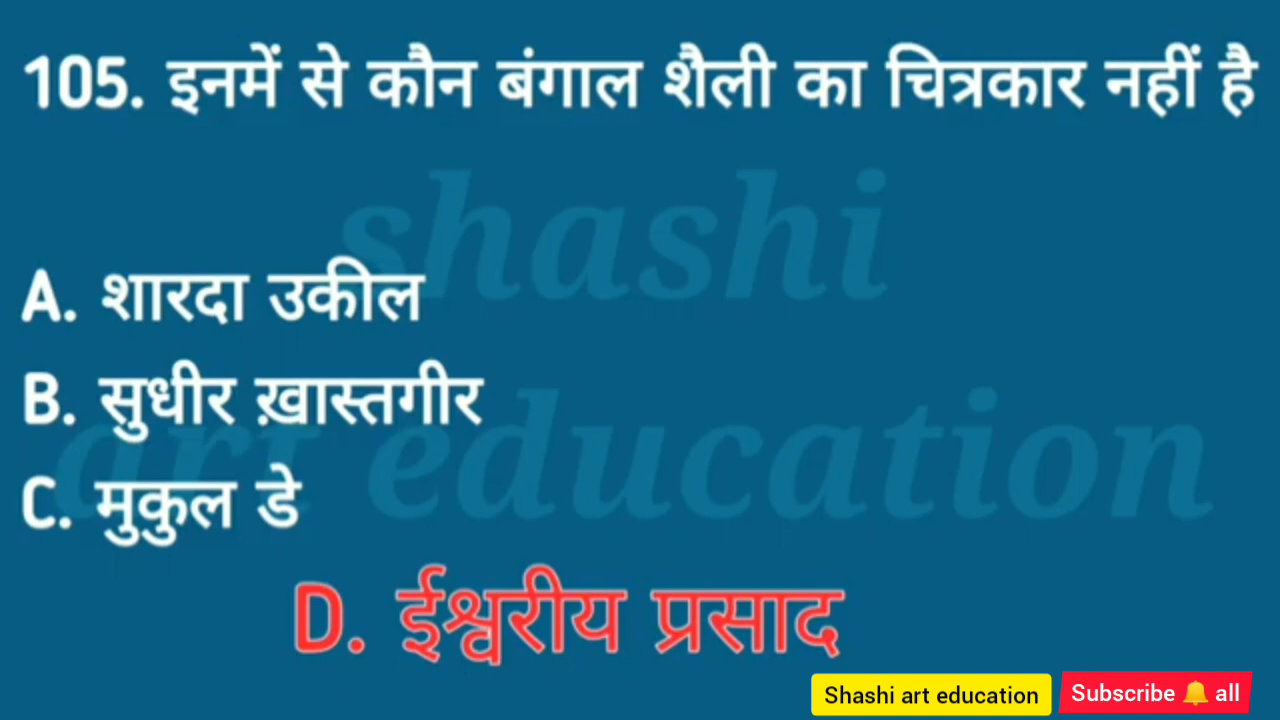 105. इनमें से कौन बंगाल शैली का चित्रकार नहीं है
shashi
A. शारदा उकील
B. सुधीर ख़ास्तगीर
art education
C. मुकुल डे
D. ईश्वरीय प्रसाद
Shashi art education
Subscribe 🔔 all